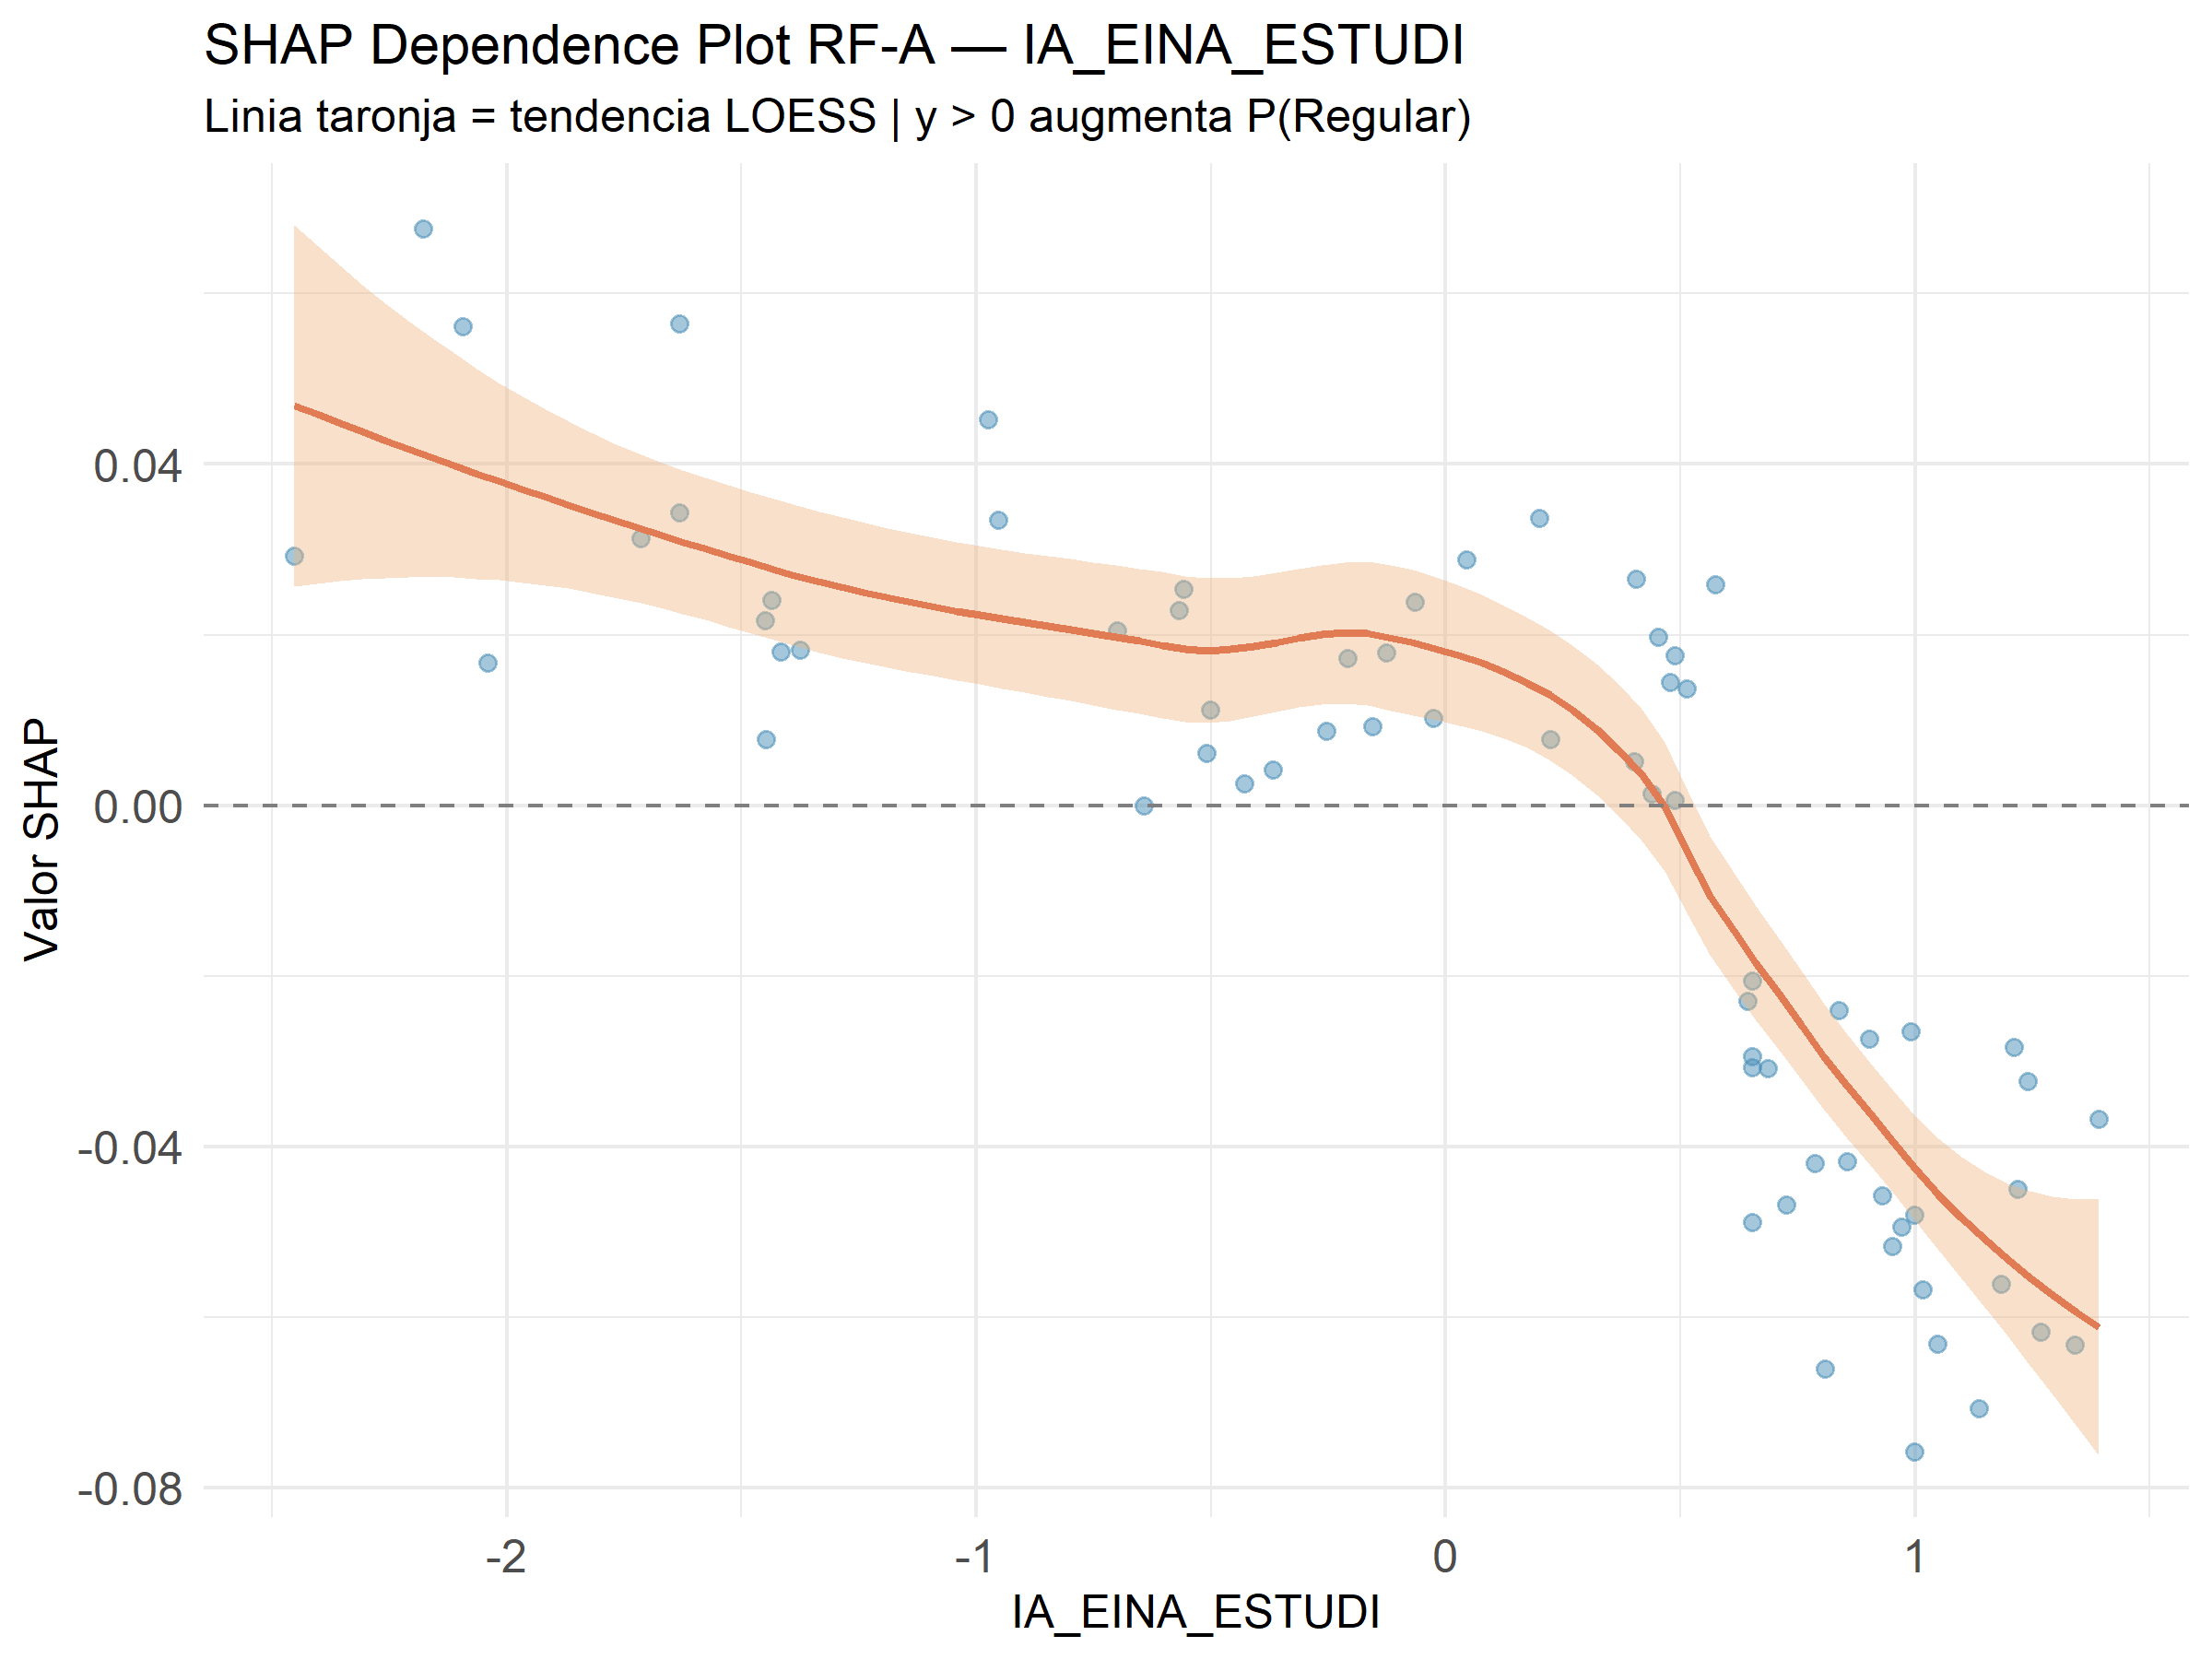 SHAP Dependence Plot RF-A — IA_EINA_ESTUDI
Linia taronja = tendencia LOESS | y > 0 augmenta P(Regular)
Valor SHAP
0.04
0.00
-0.04
-0.08
-2
-1
0
1
IA_EINA_ESTUDI